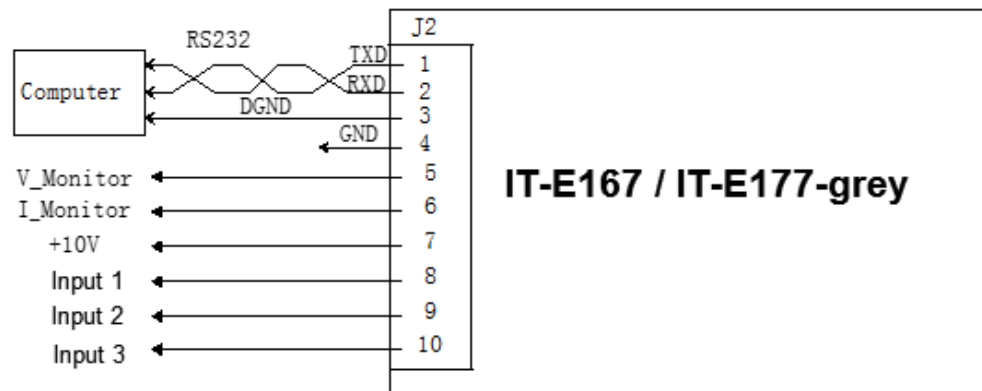 J2
RS232
TXD 1
Computer
RXD 2
DGND 3
GND 4
V_Monitor 5
I_Monitor 6
+10V 7
Input 1 8
Input 2 9
Input 3 10
IT-E167 / IT-E177-grey